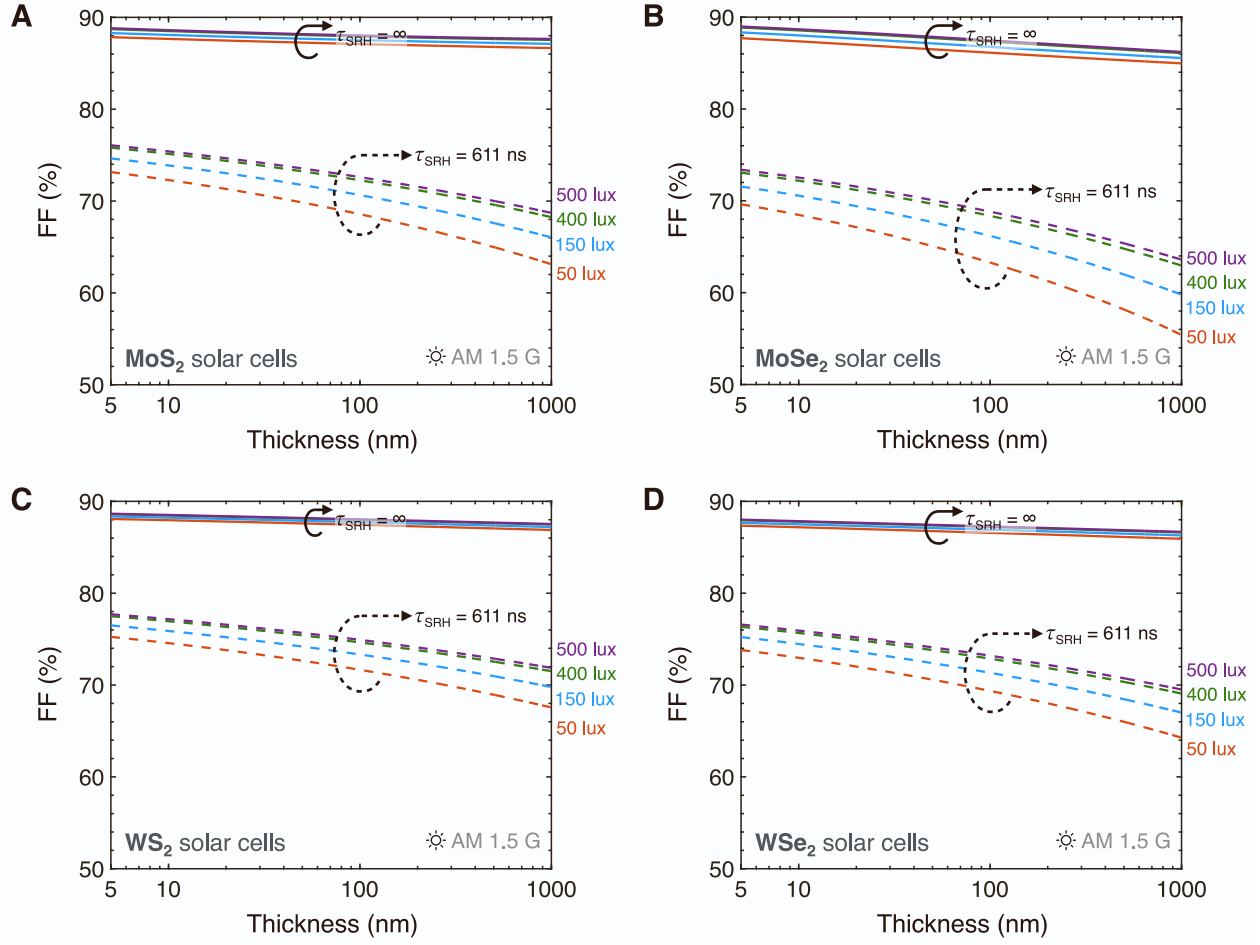 A
90
80
70
60
50
FF (%)
τSRH = ∞
τSRH = 611 ns
500 lux
400 lux
150 lux
50 lux
MoS2 solar cells
AM 1.5 G
5
10
100
1000
Thickness (nm)
B
90
80
70
60
50
FF (%)
τSRH = ∞
τSRH = 611 ns
500 lux
400 lux
150 lux
50 lux
MoSe2 solar cells
AM 1.5 G
5
10
100
1000
Thickness (nm)
C
90
80
70
60
50
FF (%)
τSRH = ∞
τSRH = 611 ns
500 lux
400 lux
150 lux
50 lux
WS2 solar cells
AM 1.5 G
5
10
100
1000
Thickness (nm)
D
90
80
70
60
50
FF (%)
τSRH = ∞
τSRH = 611 ns
500 lux
400 lux
150 lux
50 lux
WSe2 solar cells
AM 1.5 G
5
10
100
1000
Thickness (nm)